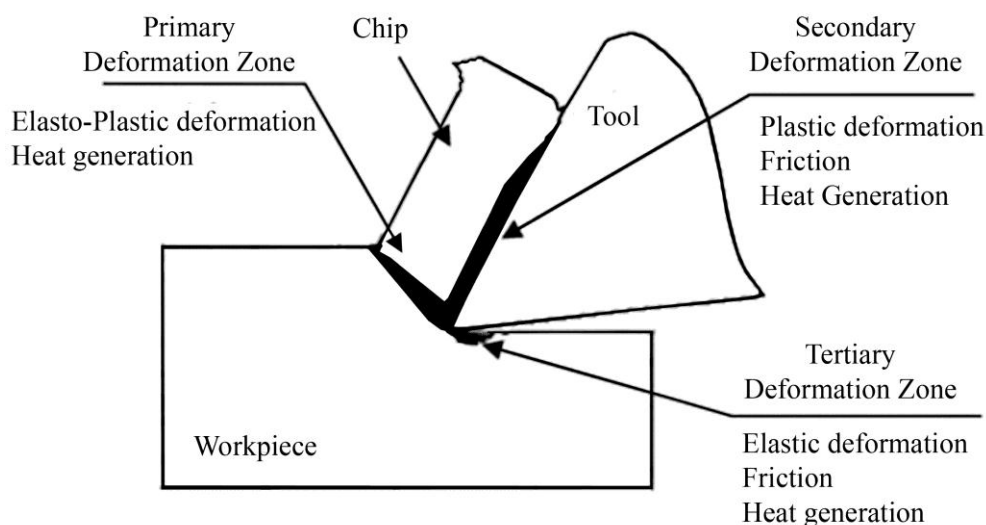 Primary
Deformation Zone
Elasto-Plastic deformation
Heat generation
Chip
Tool
Secondary
Deformation Zone
Plastic deformation
Friction
Heat Generation
Workpiece
Tertiary
Deformation Zone
Elastic deformation
Friction
Heat generation